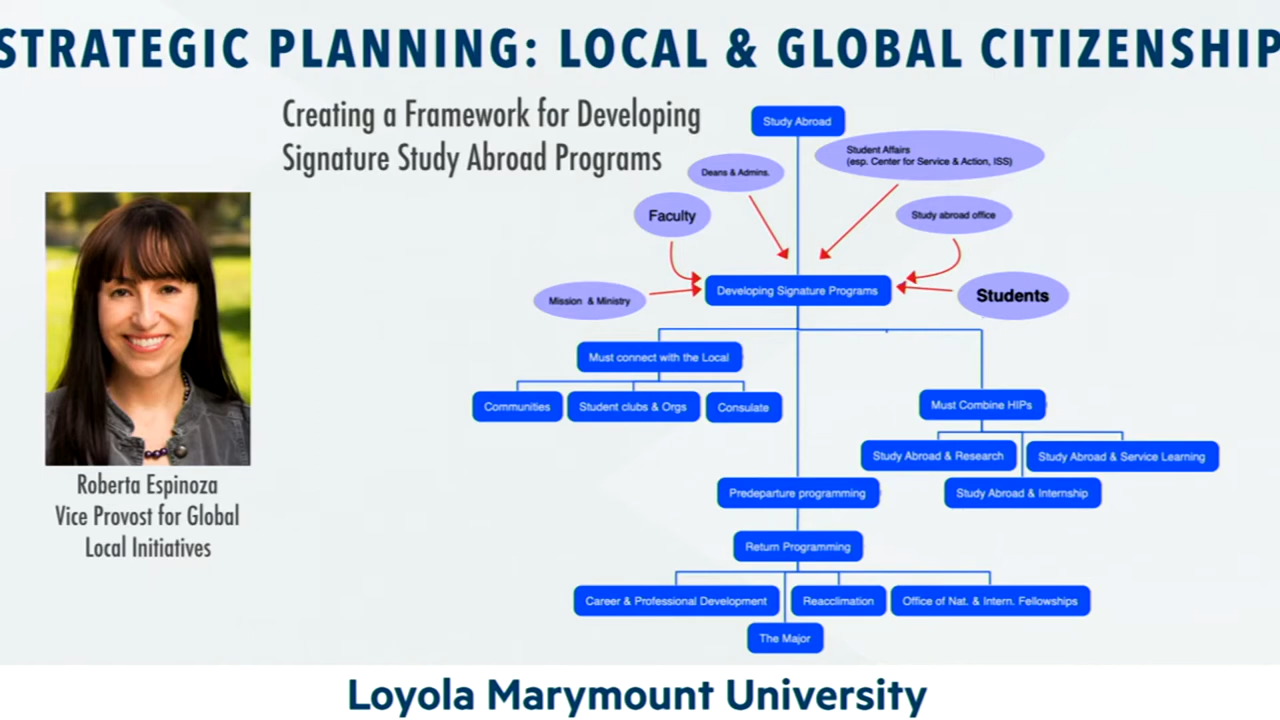 STRATEGIC PLANNING: LOCAL & GLOBAL CITIZENSHIP
Creating a Framework for Developing
Signature Study Abroad Programs
Roberta Espinoza
Vice Provost for Global
Local Initiatives
Study Abroad
Student Affairs
(esp. Center for Service & Action, ISS)
Deans & Admins.
Faculty
Study abroad office
Mission & Ministry
Developing Signature Programs
Students
Must connect with the Local
Communities
Student clubs & Orgs
Consulate
Must Combine HIPs
Study Abroad & Research
Study Abroad & Service Learning
Study Abroad & Internship
Predeparture programming
Return Programming
Career & Professional Development
Reacclimation
Office of Nat. & Intern. Fellowships
The Major
Loyola Marymount University